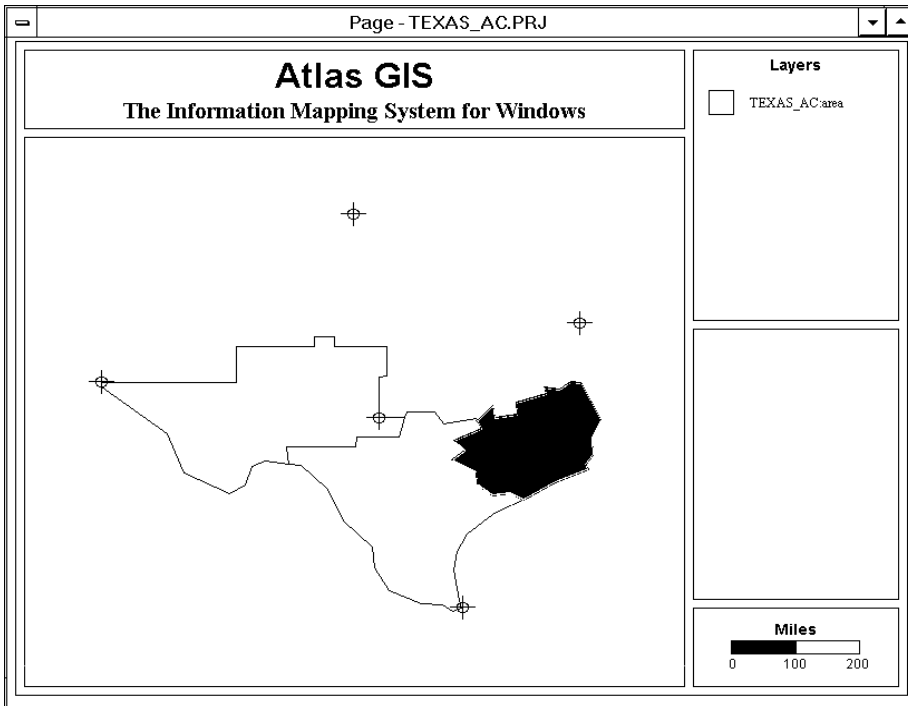 Page - TEXAS_AC.PRJ
Atlas GIS
The Information Mapping System for Windows
Layers
TEXAS_AC:area
Miles
0 100 200